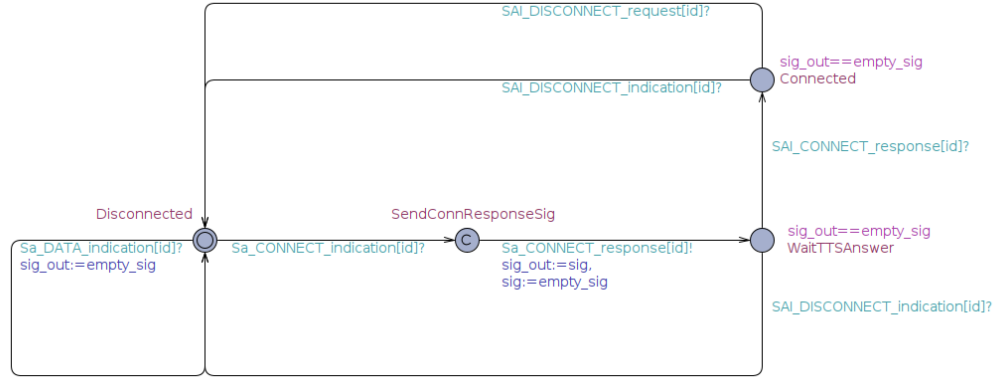 SAI_DISCONNECT_request[id]?
sig_out==empty_sig
Connected
SAI_DISCONNECT_indication[id]?
SAI_CONNECT_response[id]?
Disconnected
SendConnResponseSig
sig_out==empty_sig
WaitTTSAnswer
C
Sa_DATA_indication[id]?
sig_out:=empty_sig
Sa_CONNECT_indication[id]?
Sa_CONNECT_response[id]!
sig_out:=sig,
sig:=empty_sig
SAI_DISCONNECT_indication[id]?